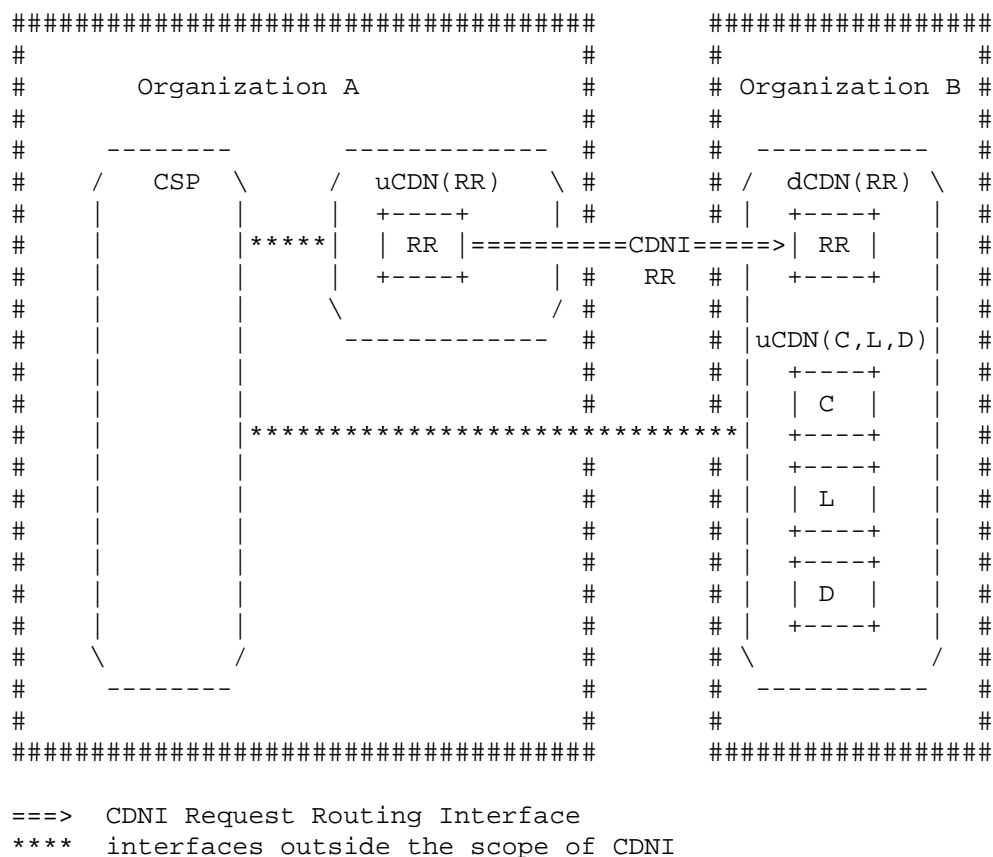 Organization A Organization B
CSP uCDN(RR) dCDN(RR)
RR CDNI RR
RR
uCDN(C,L,D)
C
L
D
===> CDNI Request Routing Interface
**** interfaces outside the scope of CDNI